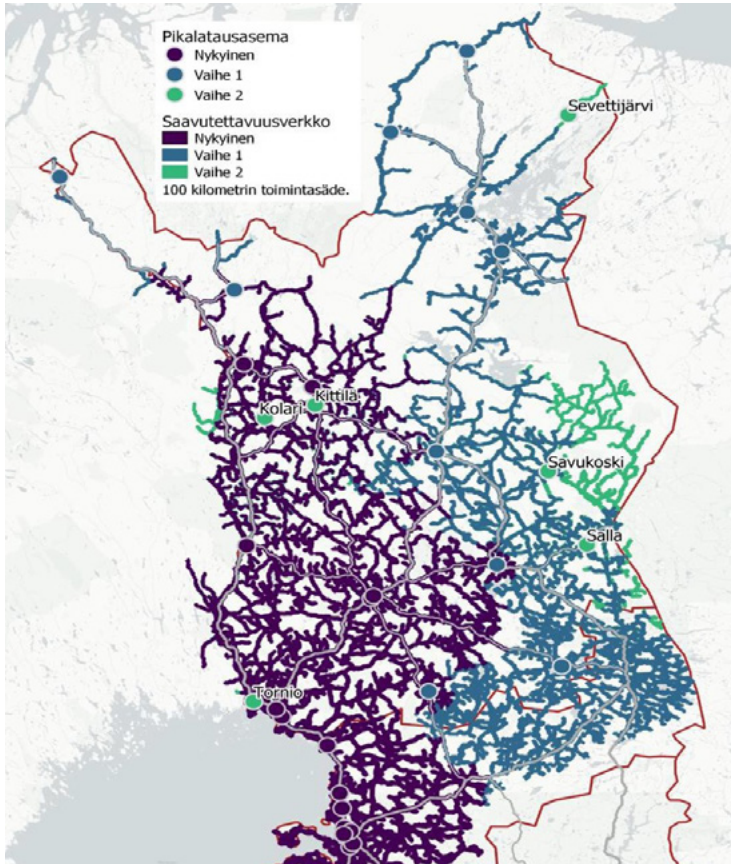 Pikalatausasema
Nykyinen
Vaihe 1
Vaihe 2
Saavutettavuusverkko
Nykyinen
Vaihe 1
Vaihe 2
100 kilometrin toimintasäde.
Sevettijärvi
Kittilä
Kolari
Savukoski
Salla
Tornio